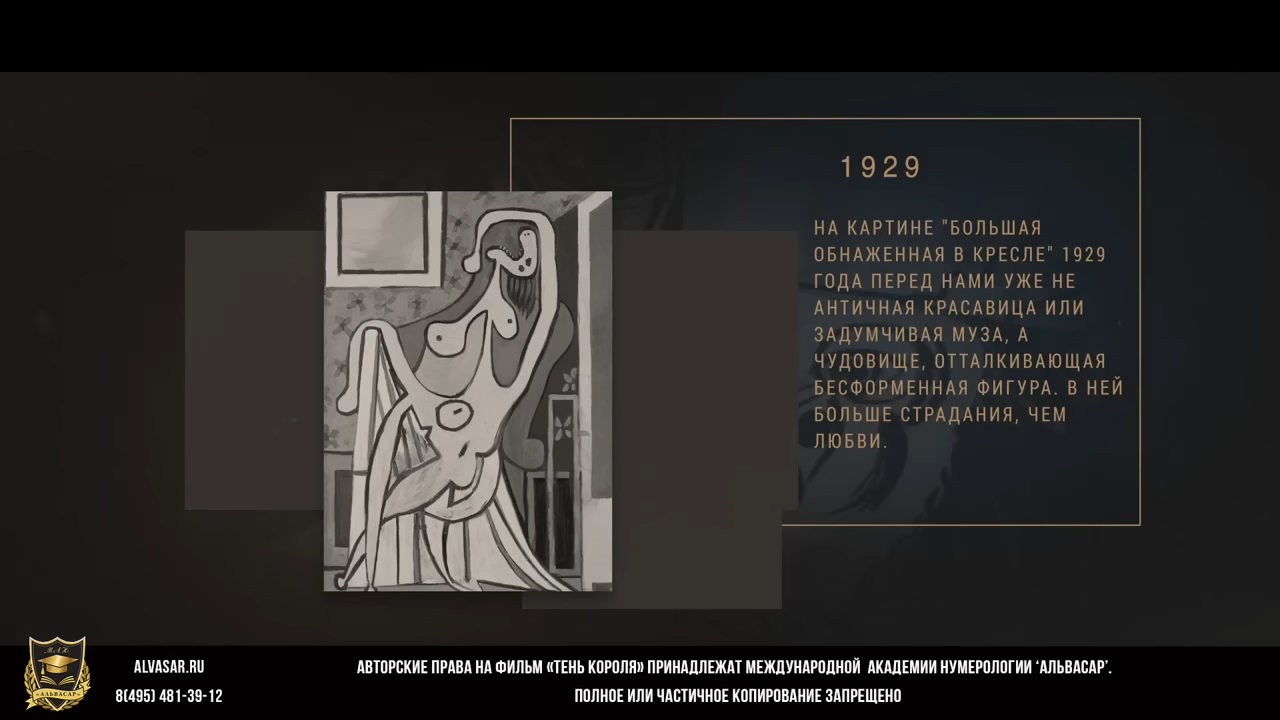 1929
НА КАРТИНЕ "БОЛЬШАЯ
ОБНАЖЕННАЯ В КРЕСЛЕ" 1929
ГОДА ПЕРЕД НАМИ УЖЕ НЕ
АНТИЧНАЯ КРАСАВИЦА ИЛИ
ЗАДУМЧИВАЯ МУЗА, А
ЧУДОВИЩЕ, ОТТАЛКИВАЮЩАЯ
БЕСФОРМЕННАЯ ФИГУРА. В НЕЙ
БОЛЬШЕ СТРАДАНИЯ, ЧЕМ
ЛЮБВИ.
МАН
АЛЬВАСАР
ALVASAR.RU
8(495) 481-39-12
АВТОРСКИЕ ПРАВА НА ФИЛЬМ «ТЕНЬ КОРОЛЯ» ПРИНАДЛЕЖАТ МЕЖДУНАРОДНОЙ АКАДЕМИИ НУМЕРОЛОГИИ ‘АЛЬВАСАР’.
ПОЛНОЕ ИЛИ ЧАСТИЧНОЕ КОПИРОВАНИЕ ЗАПРЕЩЕНО